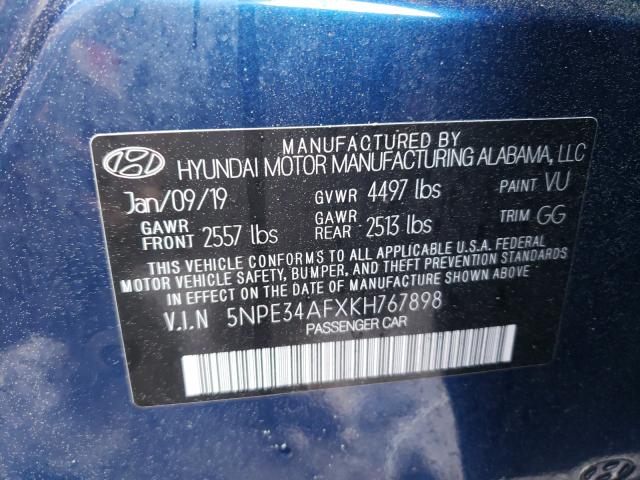 MANUFACTURED BY
HYUNDAI MOTOR MANUFACTURING ALABAMA, LLC
Jan/09/19 GVWR 4497 lbs PAINT VU
GAWR FRONT 2557 lbs GAWR REAR 2513 lbs TRIM GG
THIS VEHICLE CONFORMS TO ALL APPLICABLE U.S.A. FEDERAL
MOTOR VEHICLE SAFETY, BUMPER, AND THEFT PREVENTION STANDARDS
IN EFFECT ON THE DATE OF MANUFACTURE SHOWN ABOVE
V.I.N 5NPE34AFXKH767898
PASSENGER CAR